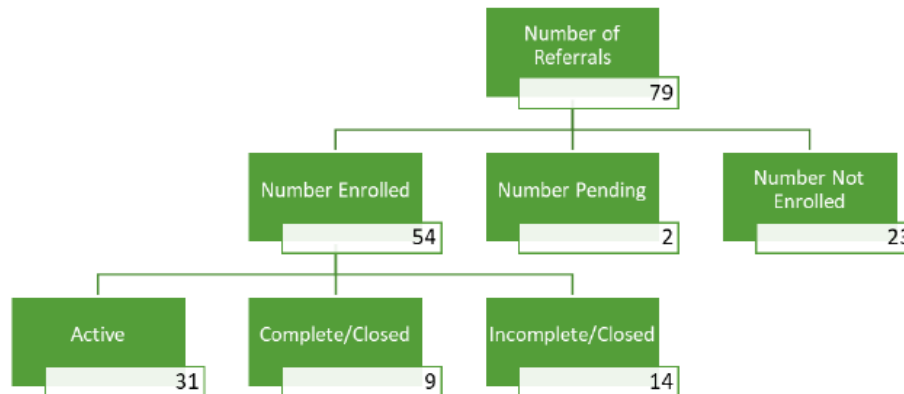 Number of
Referrals
79
Number Enrolled
54
Number Pending
2
Number Not
Enrolled
23
Active
31
Complete/Closed
9
Incomplete/Closed
14